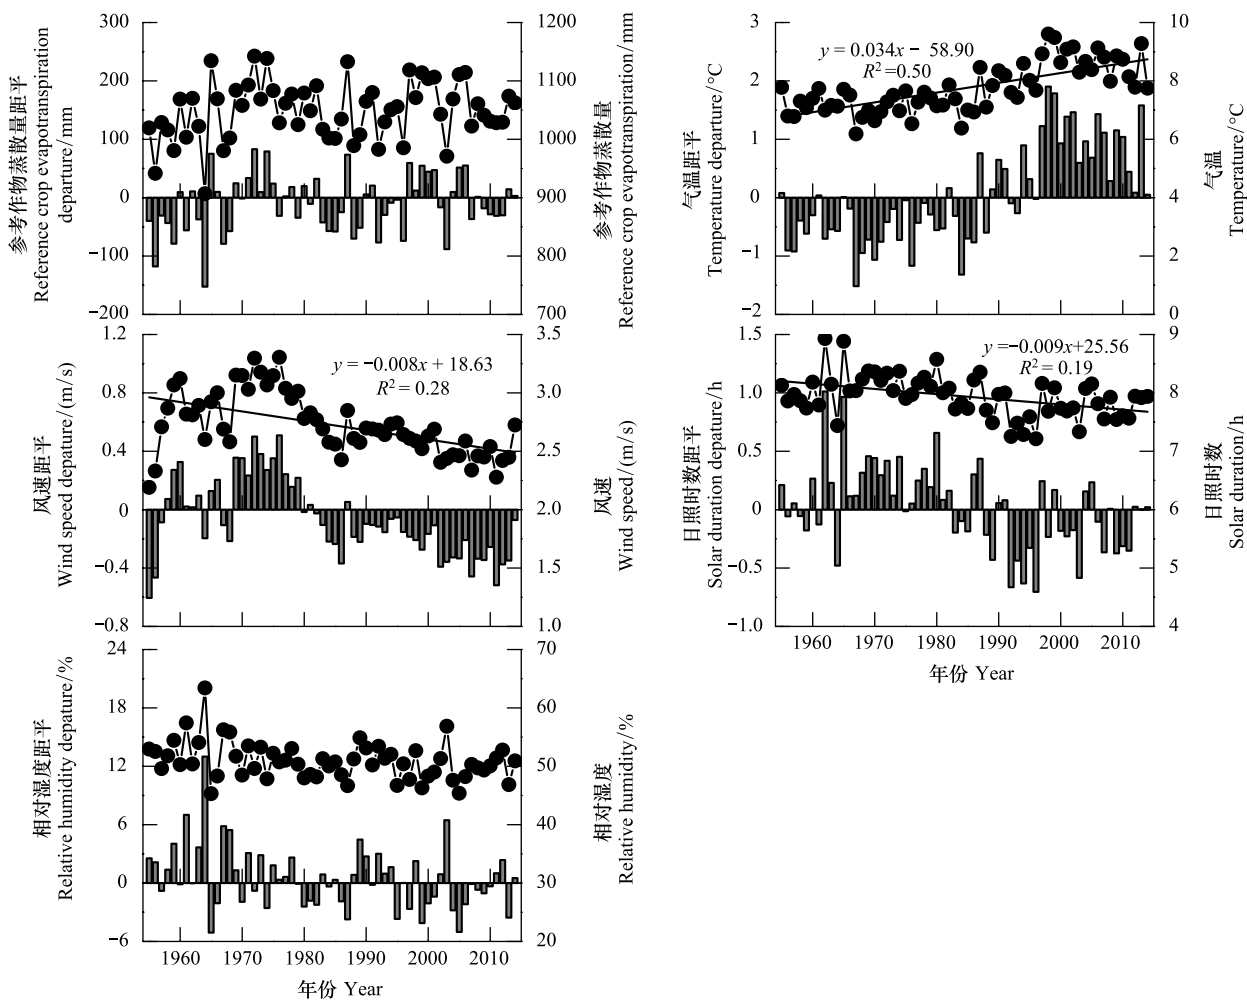 300
200
100
0
−100
−200
参考作物蒸散量距平
Reference crop evapotranspiration
departure/mm
1200
1100
1000
900
800
700
参考作物蒸散量
Reference crop evapotranspiration/mm
3
2
1
0
−1
−2
气温距平
Temperature departure/°C
y = 0.034x − 58.90
R² = 0.50
10
8
6
4
2
0
气温
Temperature/°C
1.2
0.8
0.4
0
−0.4
−0.8
风速距平
Wind speed depature/(m/s)
y = −0.008x + 18.63
R² = 0.28
3.5
3.0
2.5
2.0
1.5
1.0
风速
Wind speed/(m/s)
1.5
1.0
0.5
0
−0.5
−1.0
日照时数距平
Solar duration depature/h
y=−0.009x+25.56
R² = 0.19
9
8
7
6
5
4
日照时数
Solar duration/h
1960 1970 1980 1990 2000 2010
年份 Year
24
18
12
6
0
−6
相对湿度距平
Relative humidity depature/%
70
60
50
40
30
20
相对湿度
Relative humidity/%
1960 1970 1980 1990 2000 2010
年份 Year